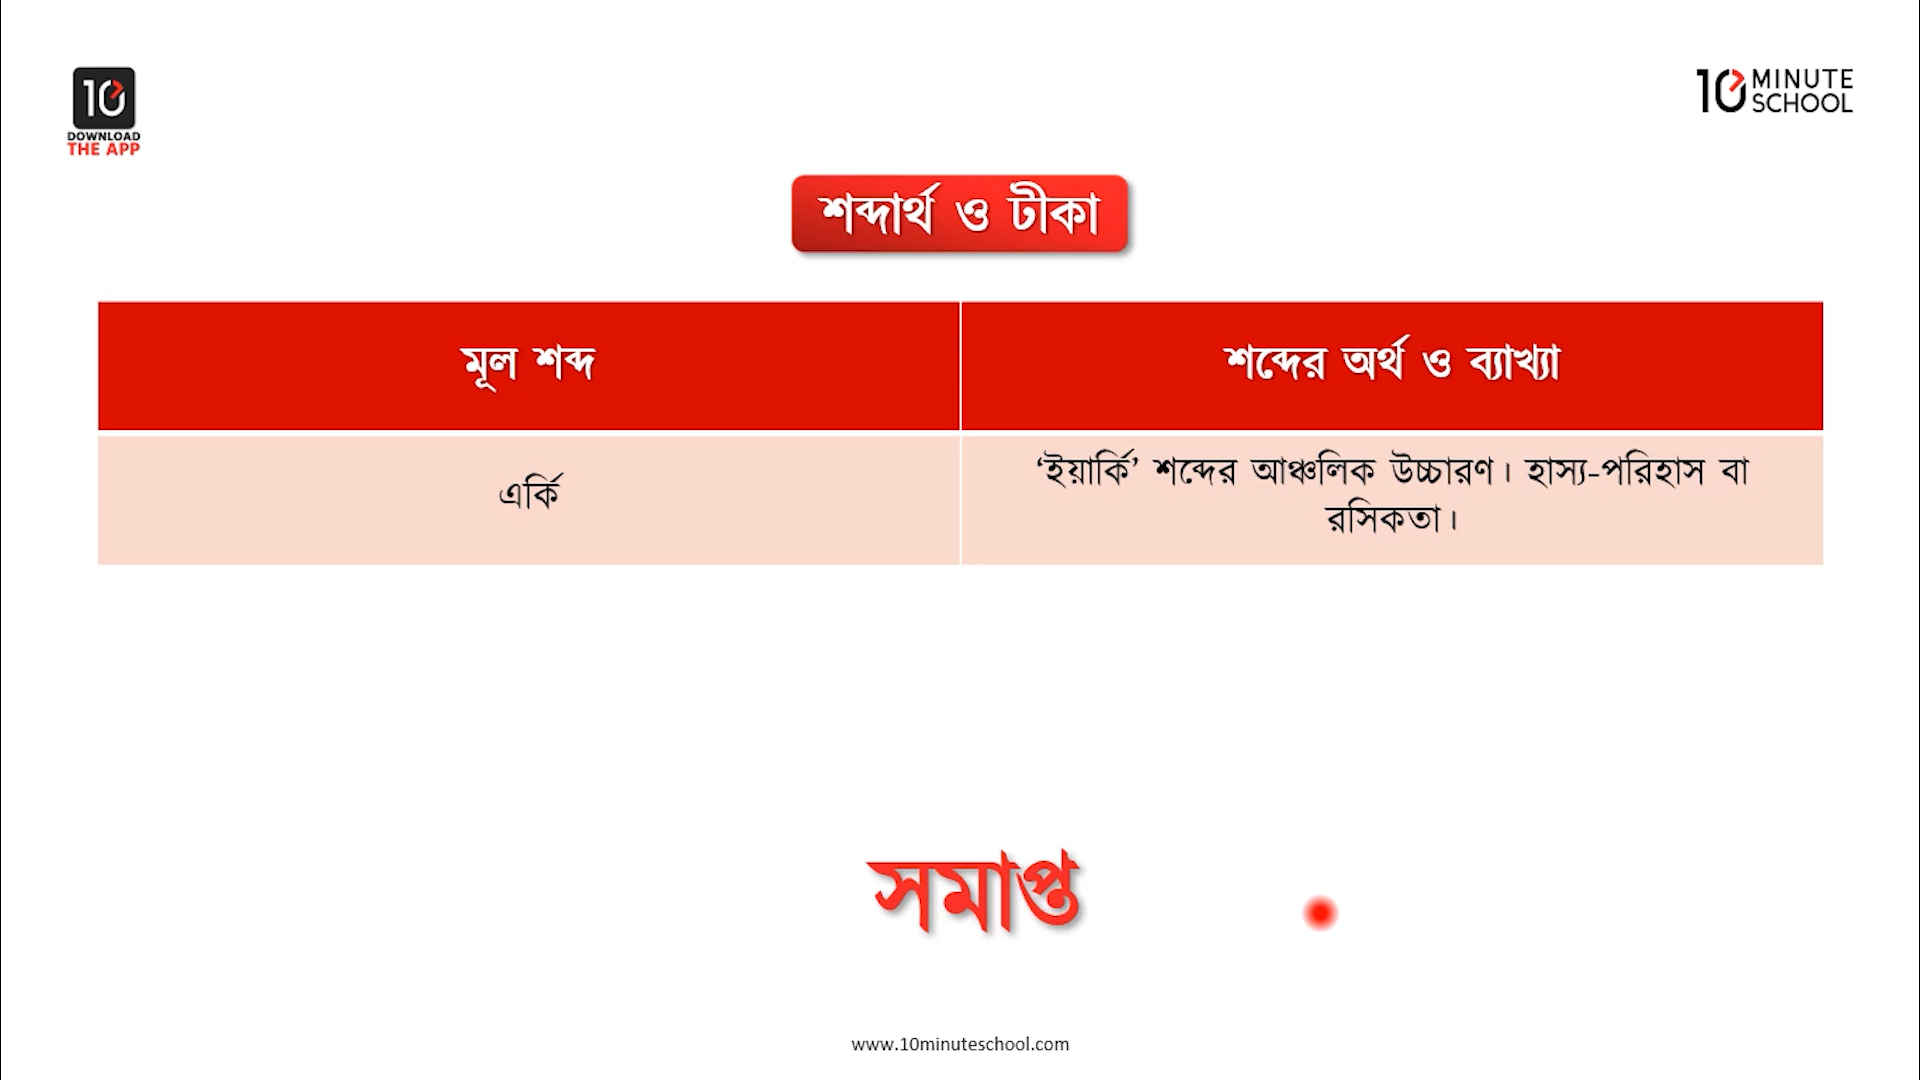 10
DOWNLOAD
THE APP
10 MINUTE
SCHOOL
শব্দার্থ ও টীকা
মূল শব্দ
শব্দের অর্থ ও ব্যাখ্যা
এর্কি
‘ইয়ার্কি’ শব্দের আঞ্চলিক উচ্চারণ। হাস্য-পরিহাস বা
রসিকতা।
সমাপ্ত
www.10minuteschool.com